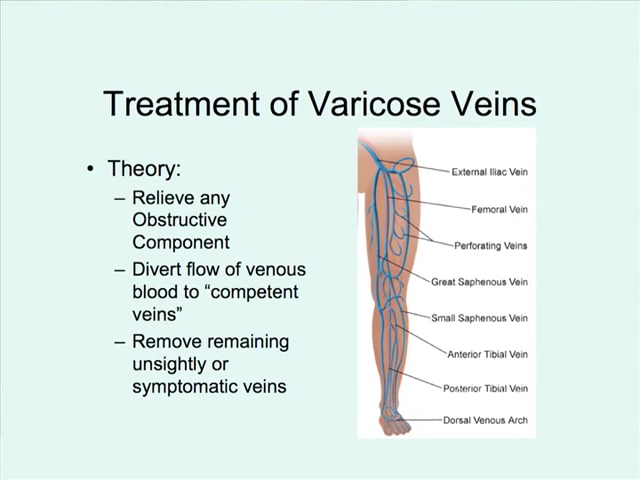 Treatment of Varicose Veins
• Theory:
– Relieve any
Obstructive
Component
– Divert flow of venous
blood to “competent
veins”
– Remove remaining
unsightly or
symptomatic veins
External Iliac Vein
Femoral Vein
Perforating Veins
Great Saphenous Vein
Small Saphenous Vein
Anterior Tibial Vein
Posterior Tibial Vein
Dorsal Venous Arch